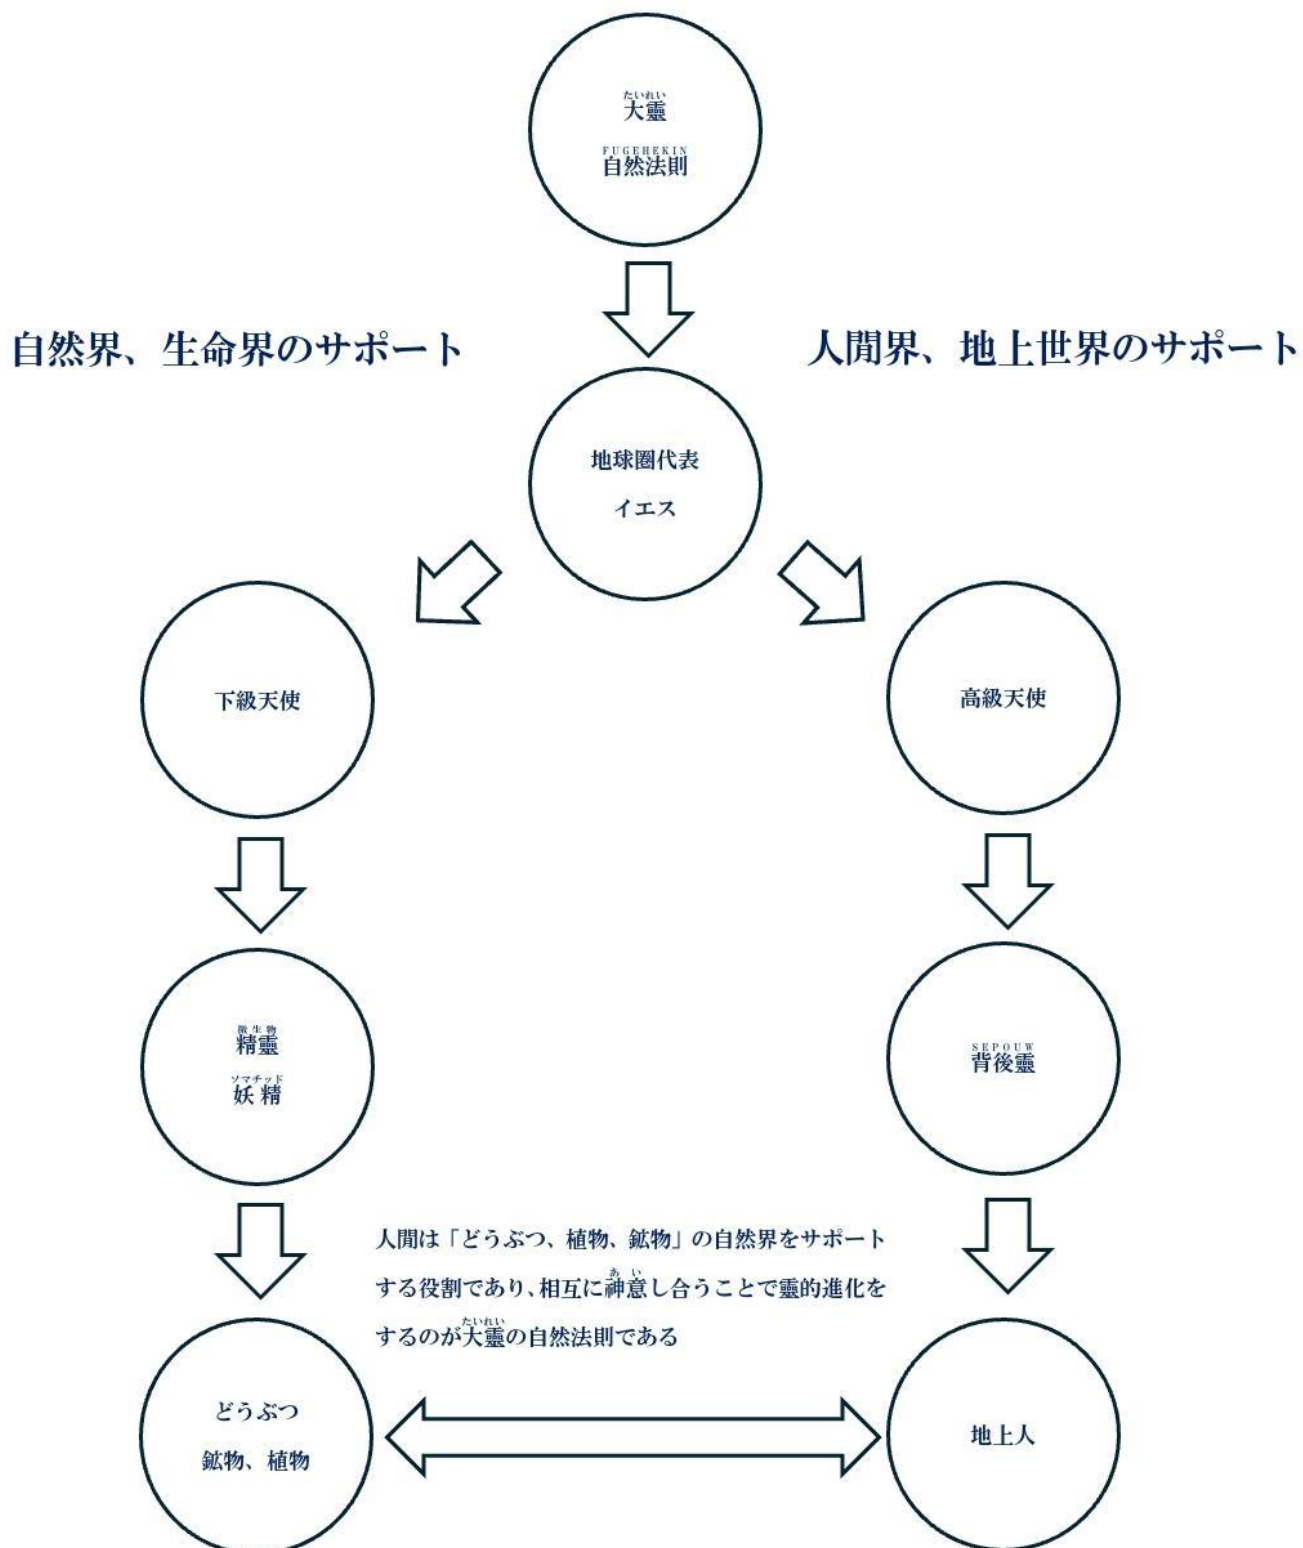 たいれい
大靈
FUGEHEKIN
自然法則
自然界、生命界のサポート
人閒界、地上世界のサポート
地球圏代表
イエス
下級天使
高級天使
微生物
精靈
ソマチッド
妖精
SEPOUW
背後靈
人閒は「どうぶつ、植物、鉱物」の自然界をサポート
あい
する役割であり、相互に神意し合うことで靈的進化を
たいれい
するのが大靈の自然法則である
どうぶつ
鉱物、植物
地上人